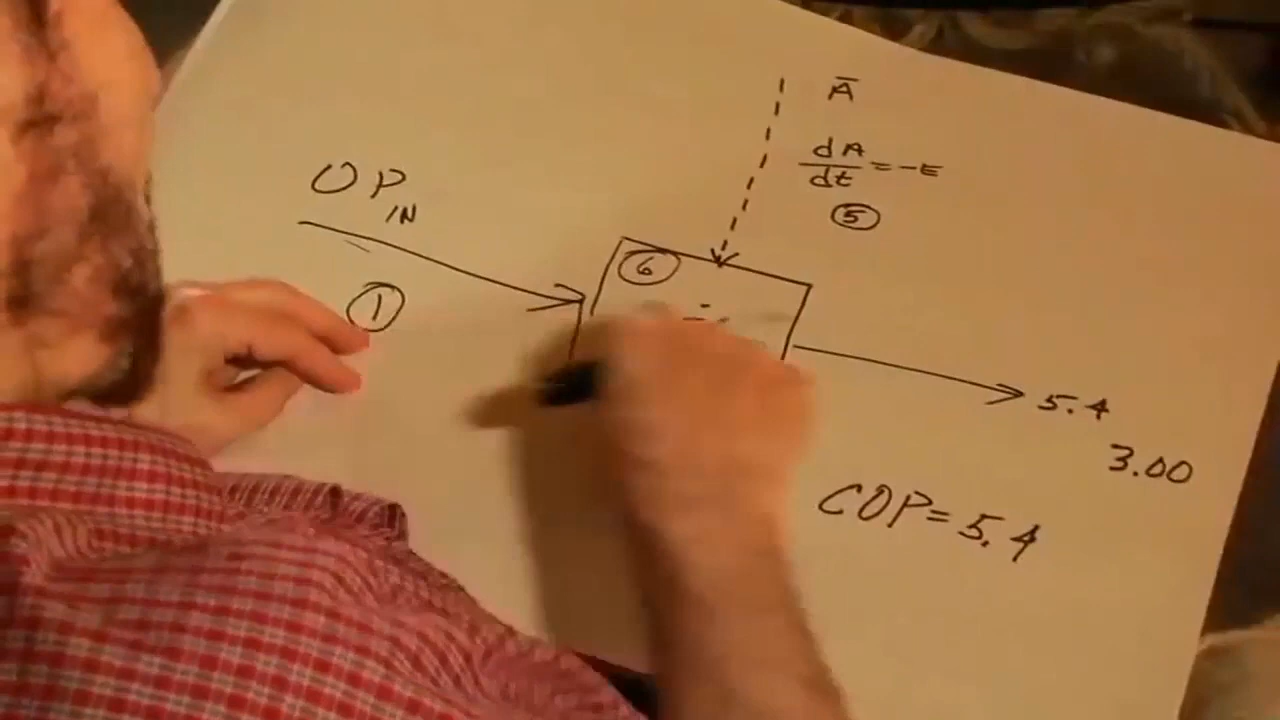 Ā
dA/dt = -E
5
OP IN
1
6
5.4
3.00
COP = 5.4